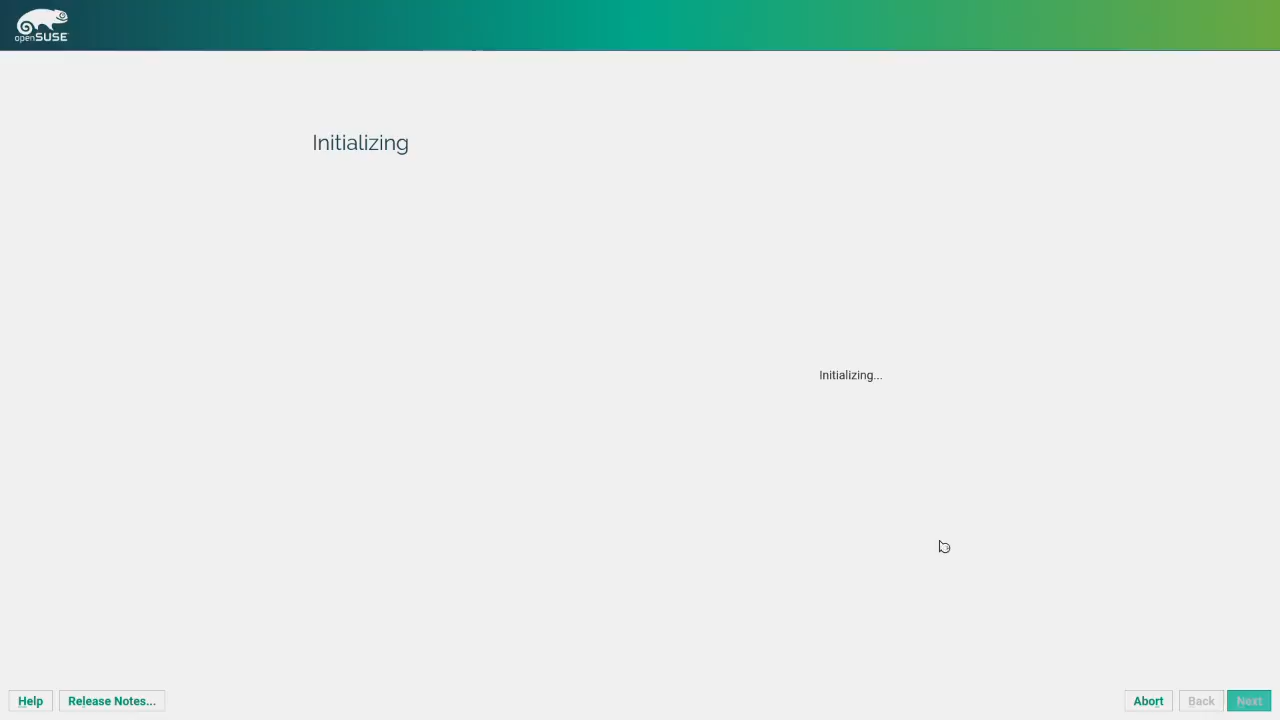 openSUSE
Initializing
Initializing...
Help
Release Notes...
Abort
Back
Next